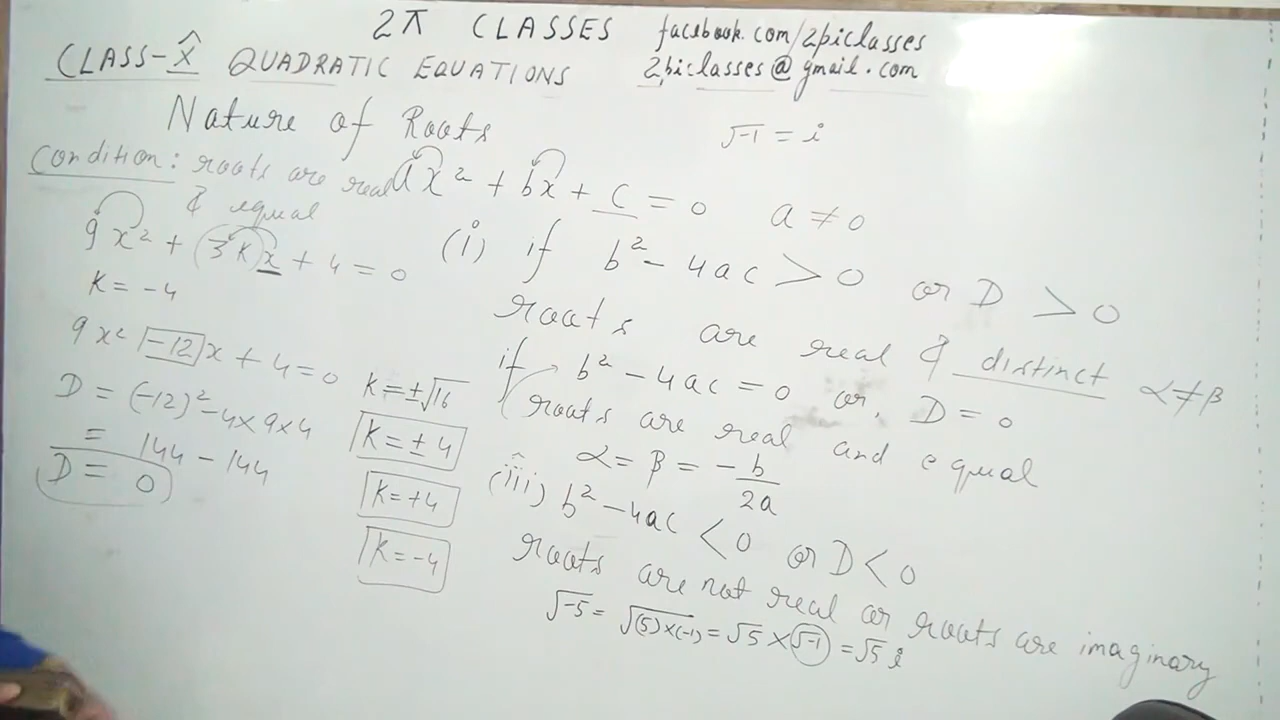 2π CLASSES facebook.com/2piclasses
CLASS-X QUADRATIC EQUATIONS 2piclasses@gmail.com
Nature of Roots √-1 = i
Condition: roots are real
& equal
ax² + bx + c = 0 a ≠ 0
9x² + (3k)x + 4 = 0
K = -4
9x² -12x + 4 = 0
D = (-12)² - 4×9×4
= 144 - 144
D = 0
K = ±√16
K = ± 4
K = +4
K = -4
(i) if b² - 4ac > 0 or D > 0
roots are real & distinct α≠β
if b² - 4ac = 0 or, D = 0
roots are real and equal
α = β = -b/2a
(iii) b² - 4ac < 0 or D < 0
roots are not real or roots are imaginary
√-5 = √(5)×(-1) = √5 × √-1 = √5 i